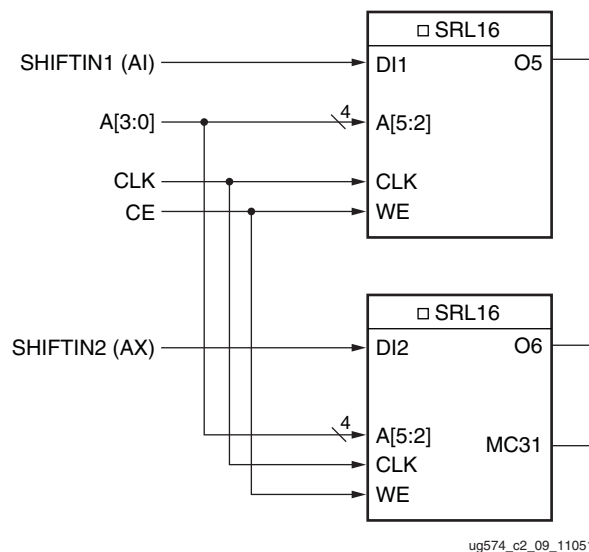 SRL16
SHIFTIN1 (AI)
DI1
O5
A[3:0]
4
A[5:2]
CLK
CLK
CE
WE
SRL16
SHIFTIN2 (AX)
DI2
O6
4
A[5:2]
MC31
CLK
WE
ug574_c2_09_11051